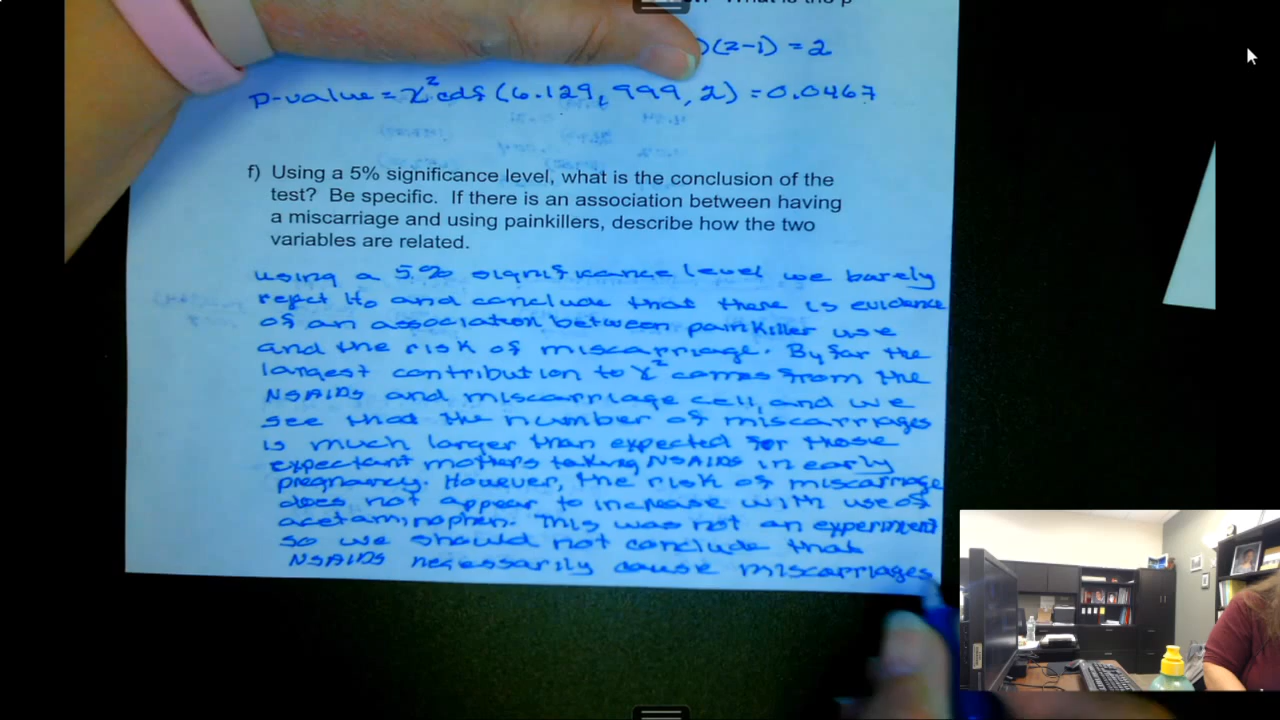 What is the p
)(2-1) = 2
p-value = χ²cdf (6.129, 999, 2) = 0.0467
f) Using a 5% significance level, what is the conclusion of the
test? Be specific. If there is an association between having
a miscarriage and using painkillers, describe how the two
variables are related.
Using a 5% significance level we barely
reject Ho and conclude that there is evidence
of an association between painkiller use
and the risk of miscarriage. By far the
largest contribution to χ² comes from the
NSAIDS and miscarriage cell, and we
see that the number of miscarriages
is much larger than expected for those
expectant mothers taking NSAIDS in early
pregnancy. However, the risk of miscarriage
does not appear to increase with use of
acetaminophen. This was not an experiment
so we should not conclude that
NSAIDS necessarily cause miscarriages